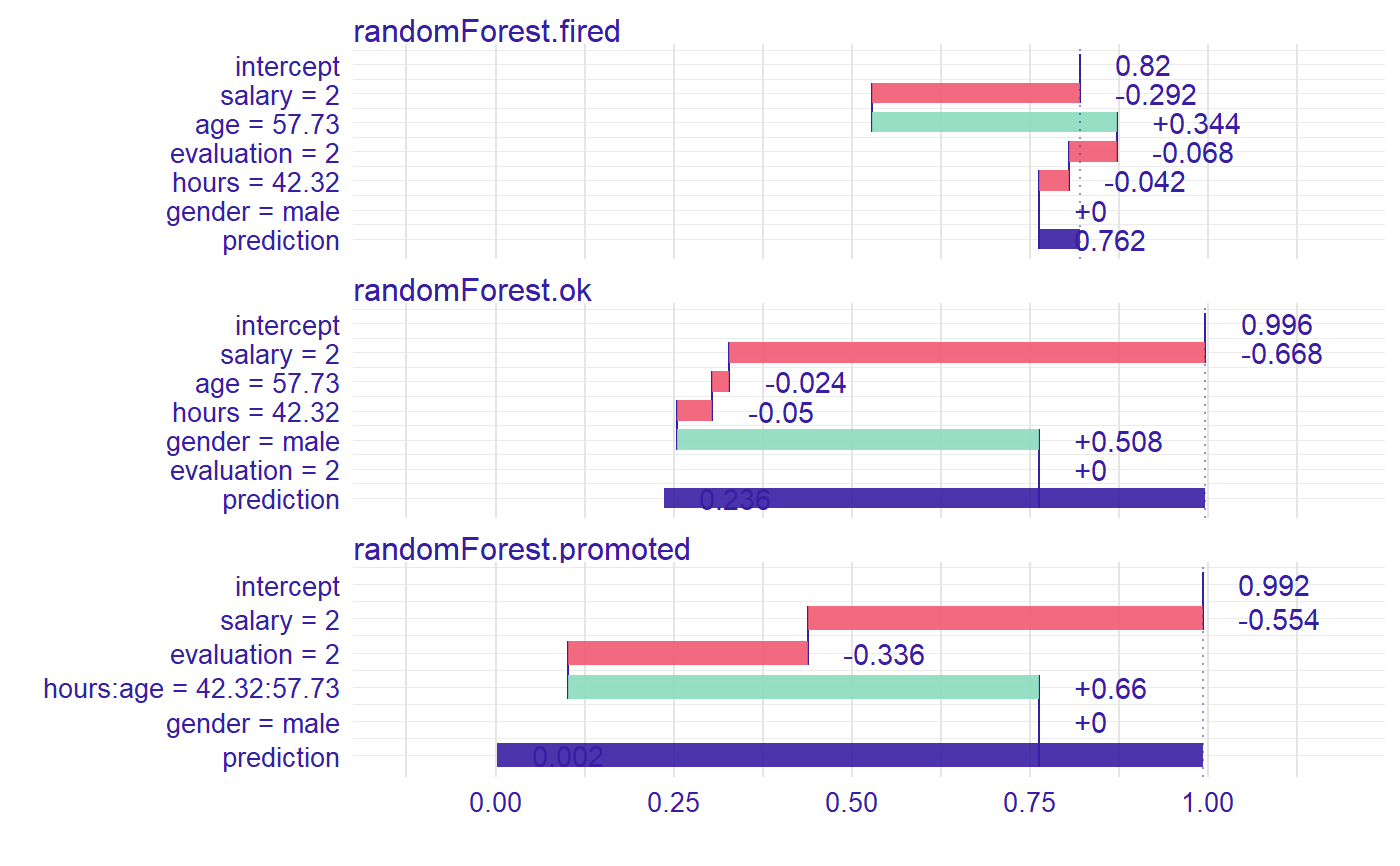 randomForest.fired
intercept 0.82
salary = 2 -0.292
age = 57.73 +0.344
evaluation = 2 -0.068
hours = 42.32 -0.042
gender = male +0
prediction 0.762
randomForest.ok
intercept 0.996
salary = 2 -0.668
age = 57.73 -0.024
hours = 42.32 -0.05
gender = male +0.508
evaluation = 2 +0
prediction 0.236
randomForest.promoted
intercept 0.992
salary = 2 -0.554
evaluation = 2 -0.336
hours:age = 42.32:57.73 +0.66
gender = male +0
prediction 0.002
0.00 0.25 0.50 0.75 1.00